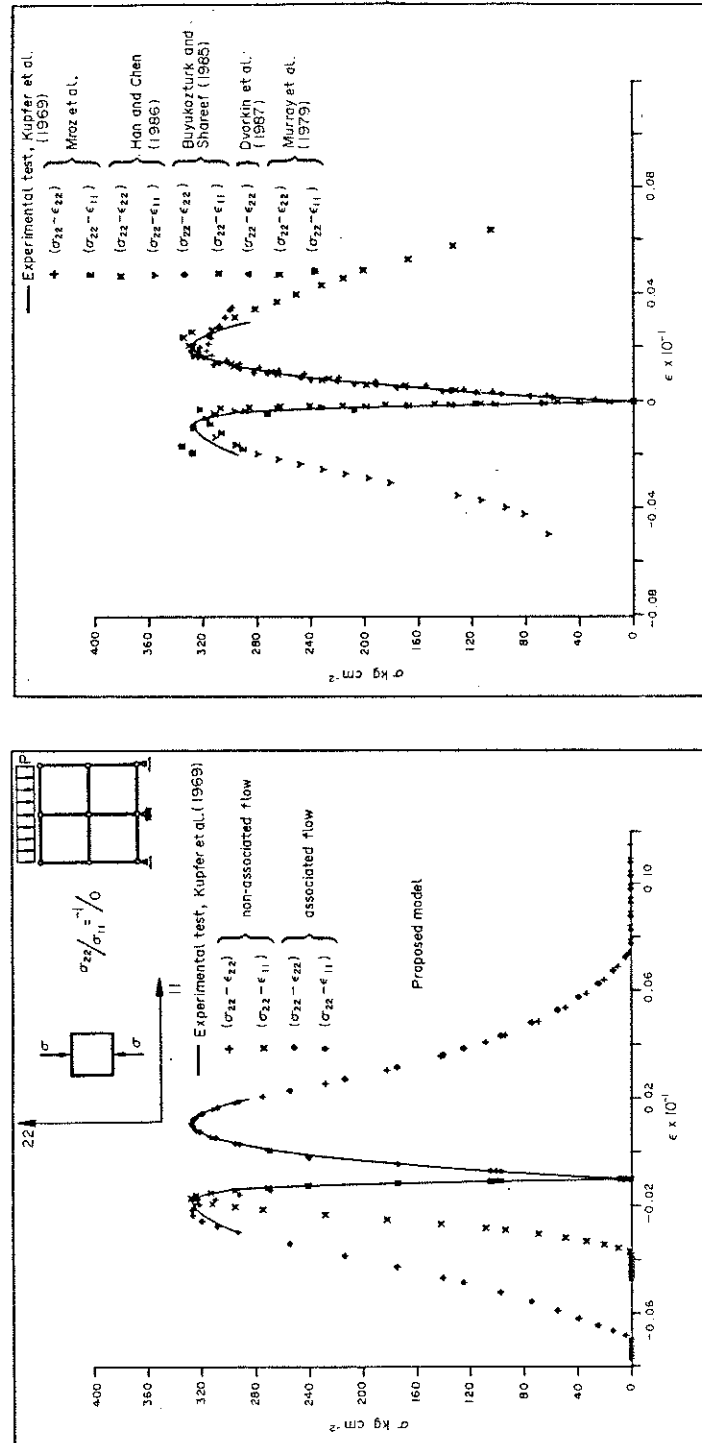 — Experimental test, Kupfer et al
(1969)
+ (σ22-ε22)
(σ22-ε11)
Mroz et al.
x (σ22-ε22)
Y (σ22-ε11)
Han and Chen
(1986)
(σ22-ε22)
(σ22-ε11)
Buyukozturk and
Shareef (1985)
(σ22-ε22)
Dvorkin et al.
(1987)
(σ22-ε22)
(σ22-ε11)
Murray et al.
(1979)
400
360
320
280
240
200
160
120
80
40
0
σ kg cm-2
-0.08
-0.04
0
0.04
0.08
ε x 10-1
22
11
σ
σ
σ22/σ11 = -1/0
P
— Experimental test, Kupfer et al.(1969)
+ (σ22-ε22)
x (σ22-ε11)
non-associated flow
(σ22-ε22)
(σ22-ε11)
associated flow
Proposed model
400
360
320
280
240
200
160
120
80
40
0
σ kg cm-2
-0.06
-0.02
0.2
0.06
0.10
ε x 10-1